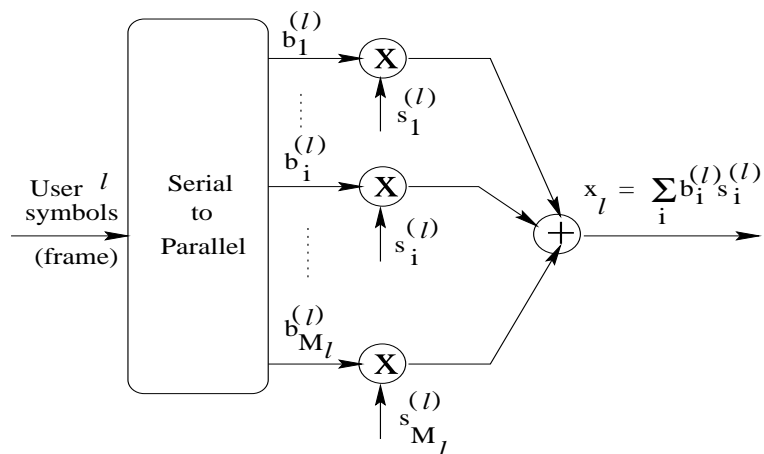 User l
symbols
(frame)
Serial
to
Parallel
b_1^(l)
X
s_1^(l)
b_i^(l)
X
s_i^(l)
b_{M_l}^(l)
X
s_{M_l}^(l)
+
x_l = Σ_i b_i^(l) s_i^(l)